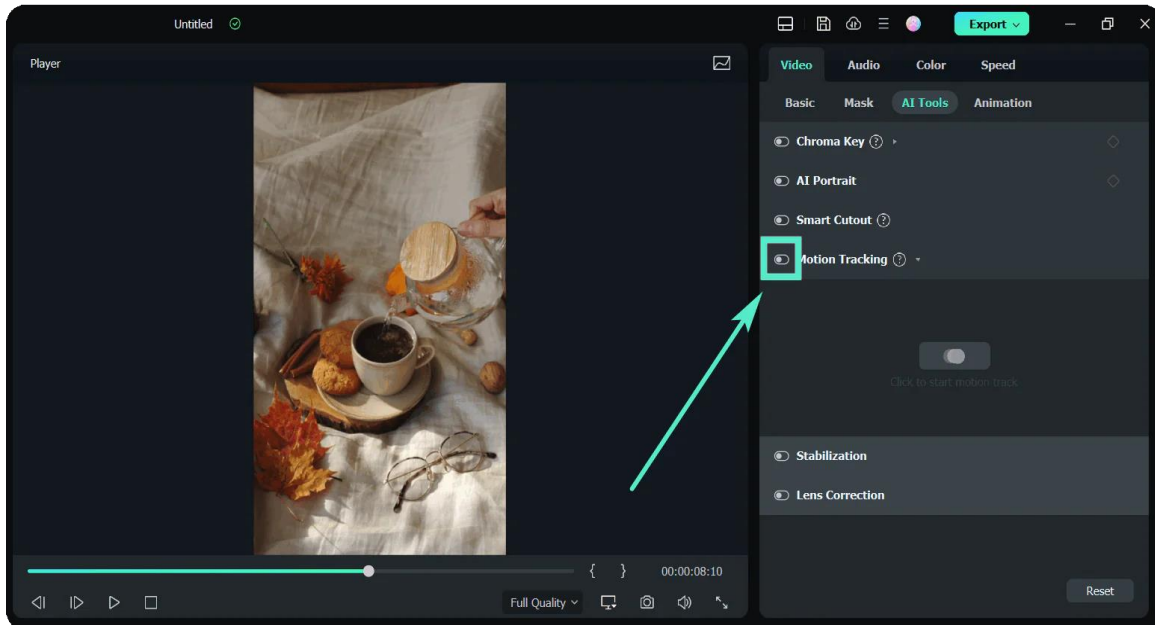 Untitled
Export
Player
Video Audio Color Speed
Basic Mask AI Tools Animation
Chroma Key ?
AI Portrait
Smart Cutout ?
Motion Tracking ?
Click to start motion track
Stabilization
Lens Correction
{ } 00:00:08:10
Full Quality
Reset